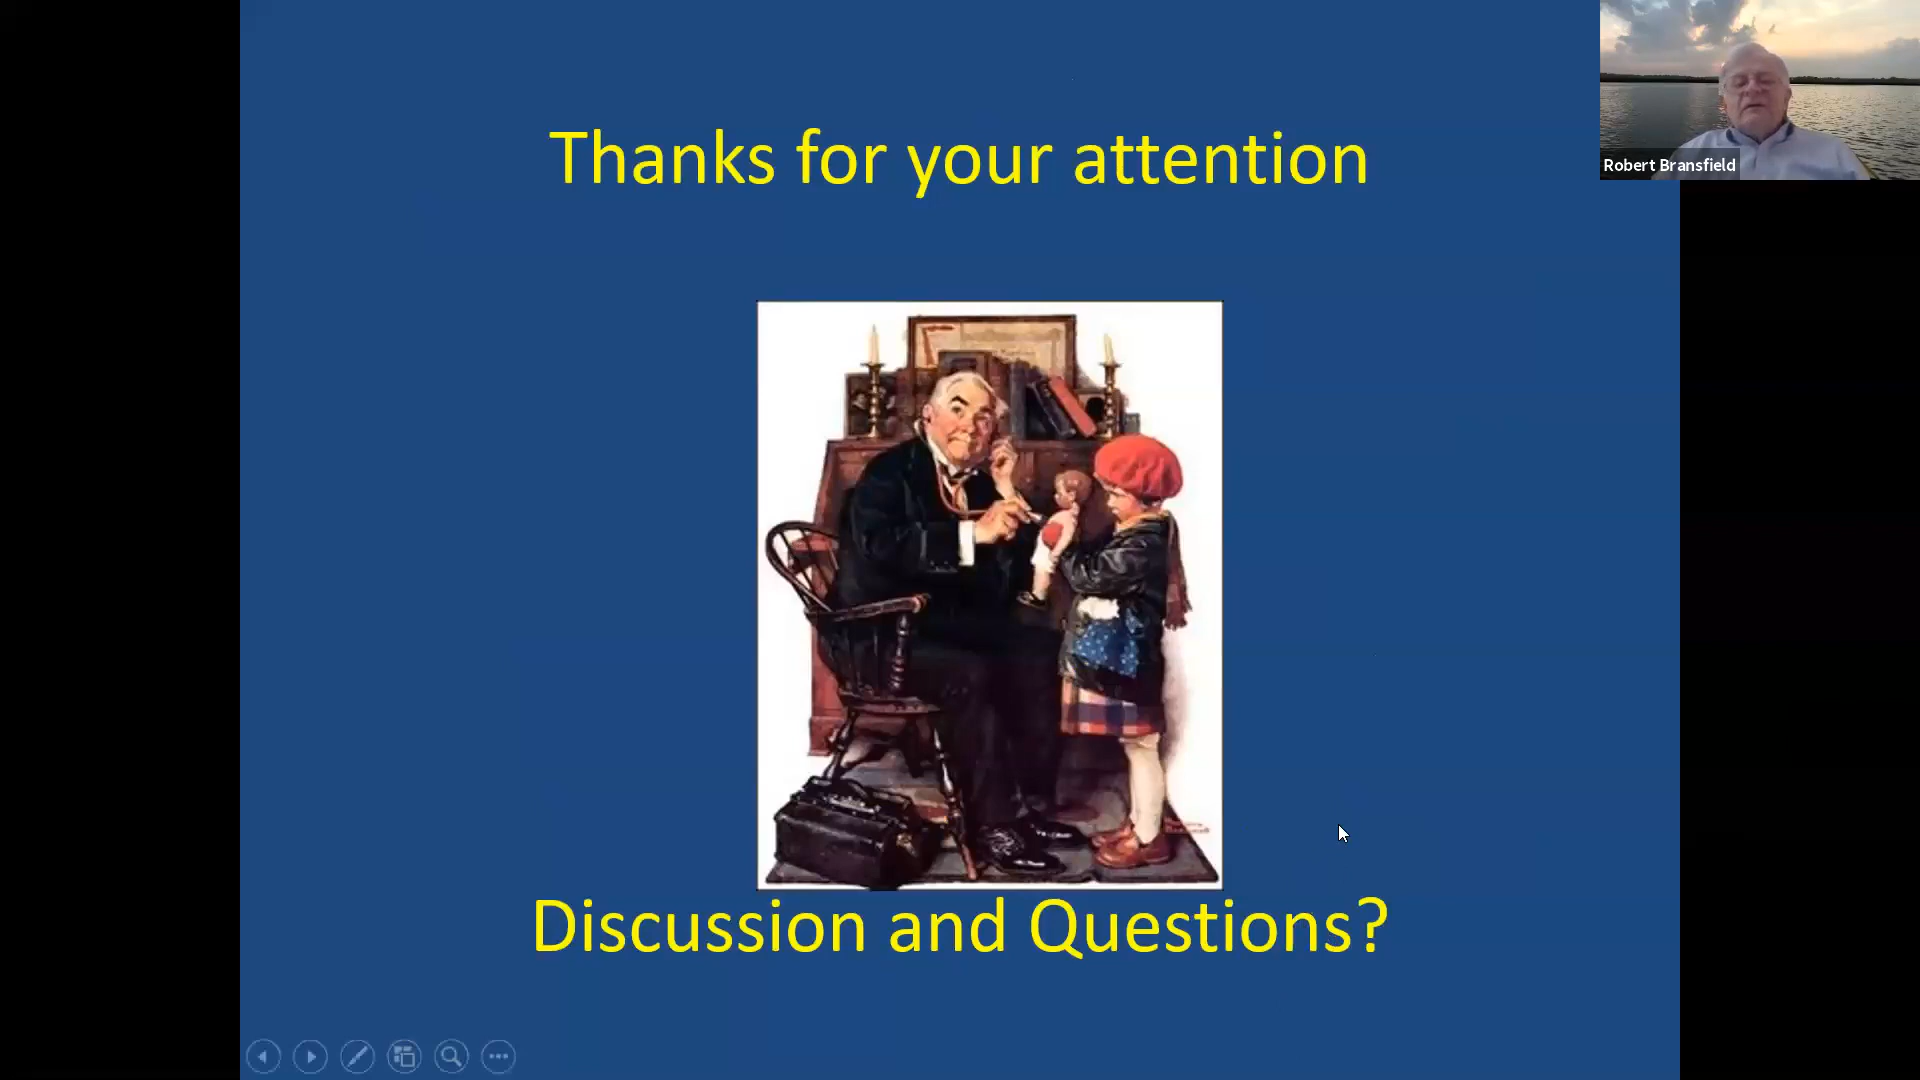 Thanks for your attention
Robert Bransfield
Discussion and Questions?